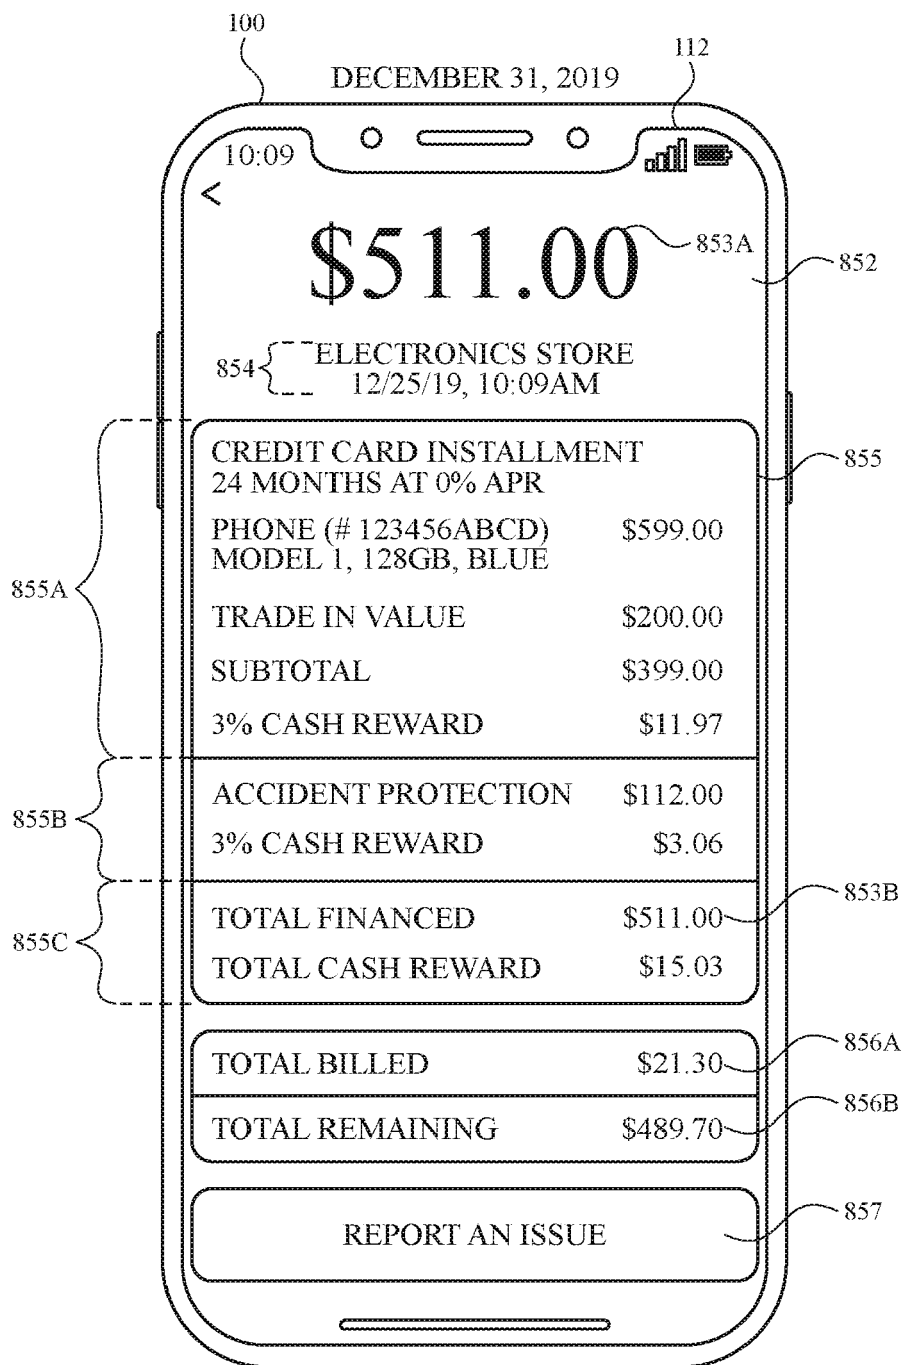 100
112
DECEMBER 31, 2019
10:09
<
$511.00
853A
852
854
ELECTRONICS STORE
12/25/19, 10:09AM
CREDIT CARD INSTALLMENT
24 MONTHS AT 0% APR
855
PHONE (# 123456ABCD) $599.00
MODEL 1, 128GB, BLUE
855A
TRADE IN VALUE $200.00
SUBTOTAL $399.00
3% CASH REWARD $11.97
ACCIDENT PROTECTION $112.00
855B
3% CASH REWARD $3.06
853B
TOTAL FINANCED $511.00
855C
TOTAL CASH REWARD $15.03
856A
TOTAL BILLED $21.30
856B
TOTAL REMAINING $489.70
857
REPORT AN ISSUE